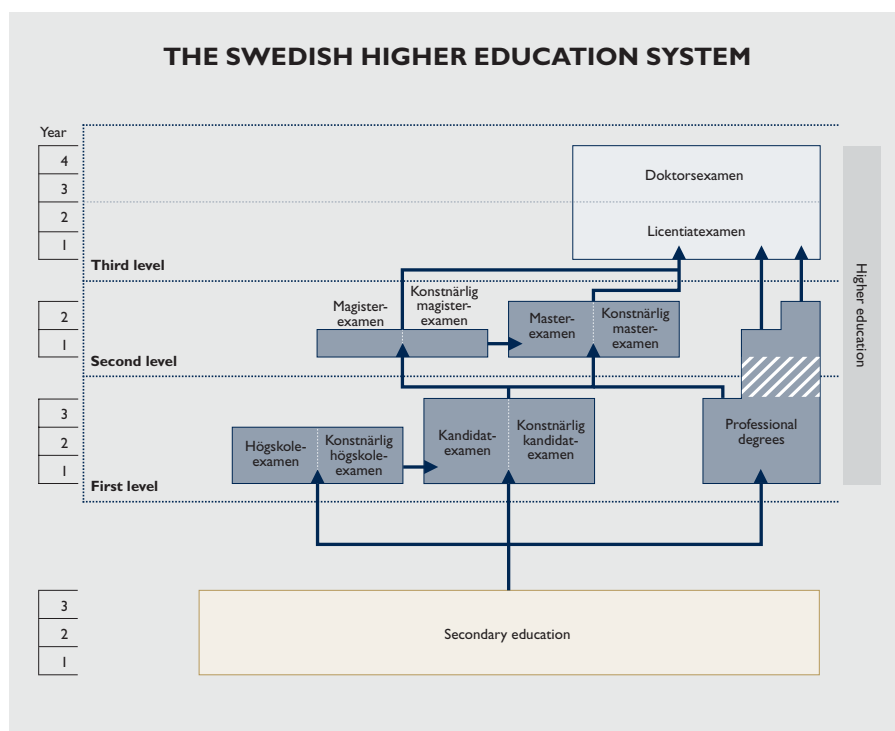 THE SWEDISH HIGHER EDUCATION SYSTEM
Year
4
3
2
1
Doktorsexamen
Licentiatexamen
Third level
2
1
Magister-
examen
Konstnärlig
magister-
examen
Master-
examen
Konstnärlig
master-
examen
Second level
3
2
1
Högskole-
examen
Konstnärlig
högskole-
examen
Kandidat-
examen
Konstnärlig
kandidat-
examen
Professional
degrees
First level
Higher education
3
2
1
Secondary education